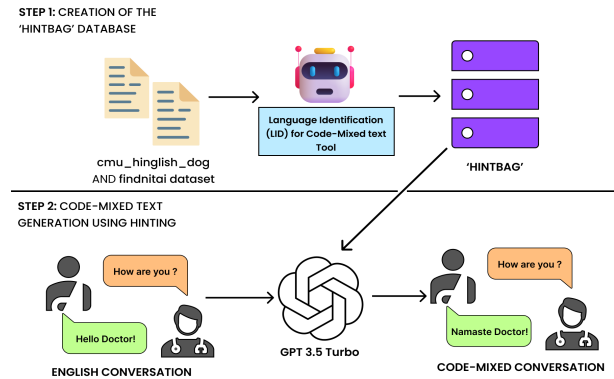 STEP 1: CREATION OF THE
'HINTBAG' DATABASE
Language Identification
(LID) for Code-Mixed text
Tool
cmu_hinglish_dog
AND findnitai dataset
'HINTBAG'
STEP 2: CODE-MIXED TEXT
GENERATION USING HINTING
How are you ?
Hello Doctor!
ENGLISH CONVERSATION
GPT 3.5 Turbo
How are you ?
Namaste Doctor!
CODE-MIXED CONVERSATION